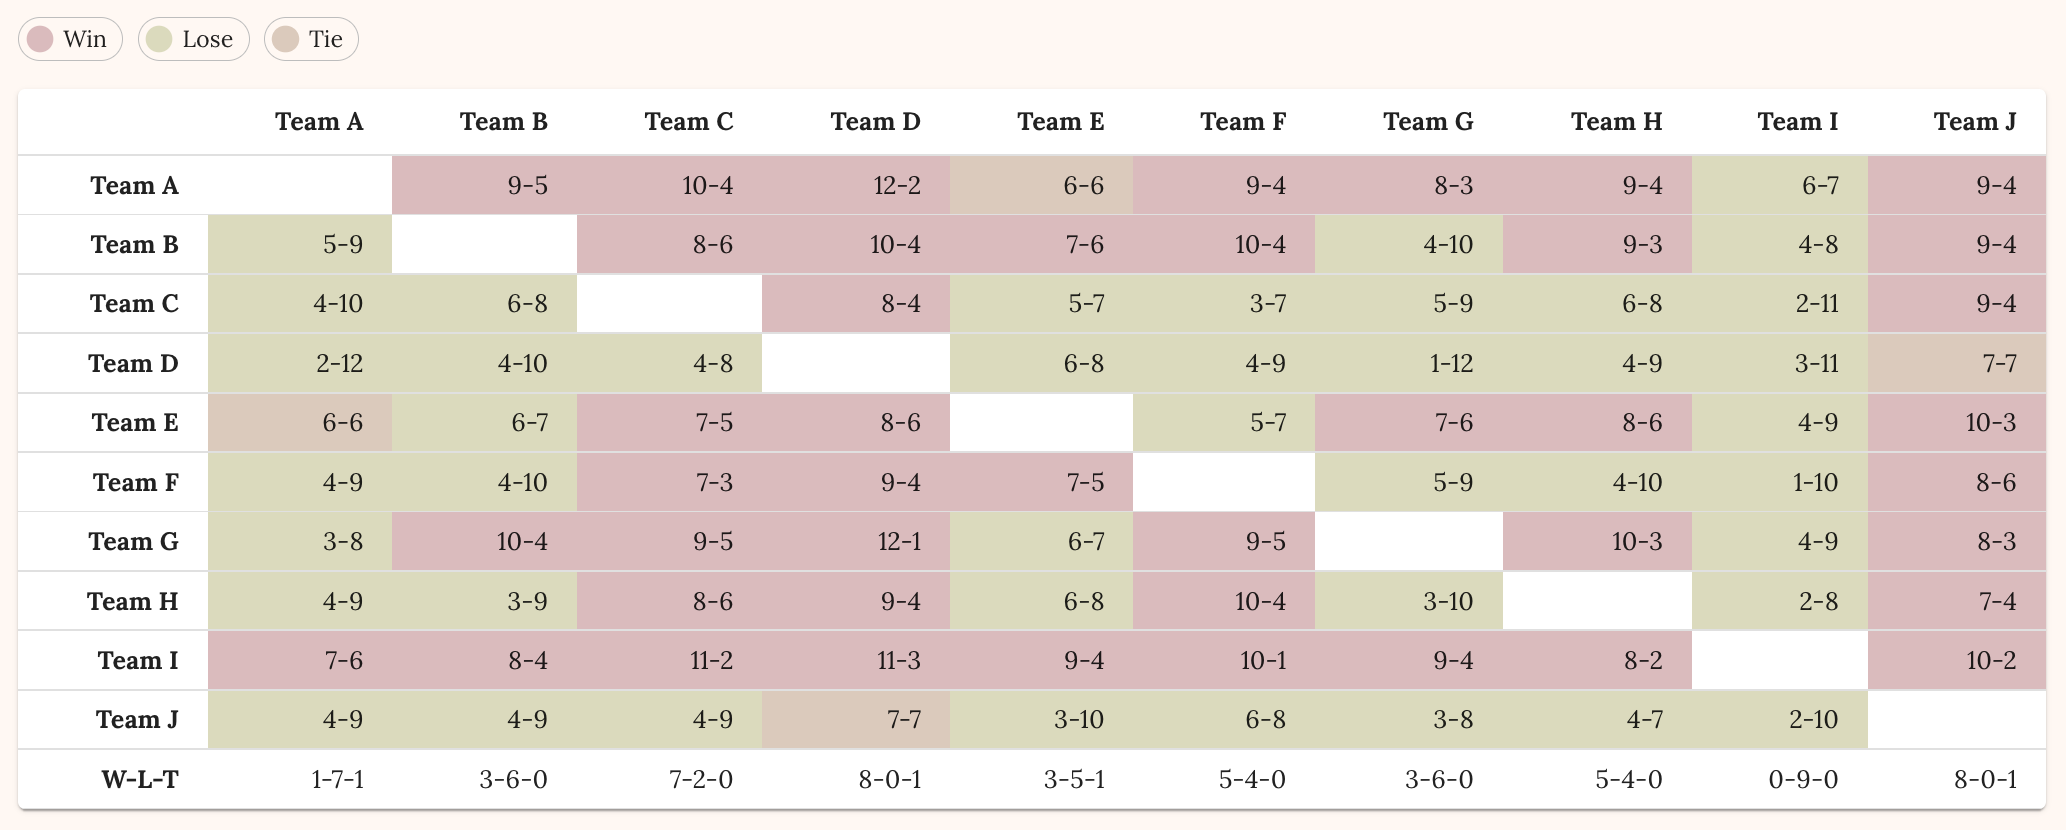 Win Lose Tie
Team A Team B Team C Team D Team E Team F Team G Team H Team I Team J
Team A 9-5 10-4 12-2 6-6 9-4 8-3 9-4 6-7 9-4
Team B 5-9 8-6 10-4 7-6 10-4 4-10 9-3 4-8 9-4
Team C 4-10 6-8 8-4 5-7 3-7 5-9 6-8 2-11 9-4
Team D 2-12 4-10 4-8 6-8 4-9 1-12 4-9 3-11 7-7
Team E 6-6 6-7 7-5 8-6 5-7 7-6 8-6 4-9 10-3
Team F 4-9 4-10 7-3 9-4 7-5 5-9 4-10 1-10 8-6
Team G 3-8 10-4 9-5 12-1 6-7 9-5 10-3 4-9 8-3
Team H 4-9 3-9 8-6 9-4 6-8 10-4 3-10 2-8 7-4
Team I 7-6 8-4 11-2 11-3 9-4 10-1 9-4 8-2 10-2
Team J 4-9 4-9 4-9 7-7 3-10 6-8 3-8 4-7 2-10
W-L-T 1-7-1 3-6-0 7-2-0 8-0-1 3-5-1 5-4-0 3-6-0 5-4-0 0-9-0 8-0-1